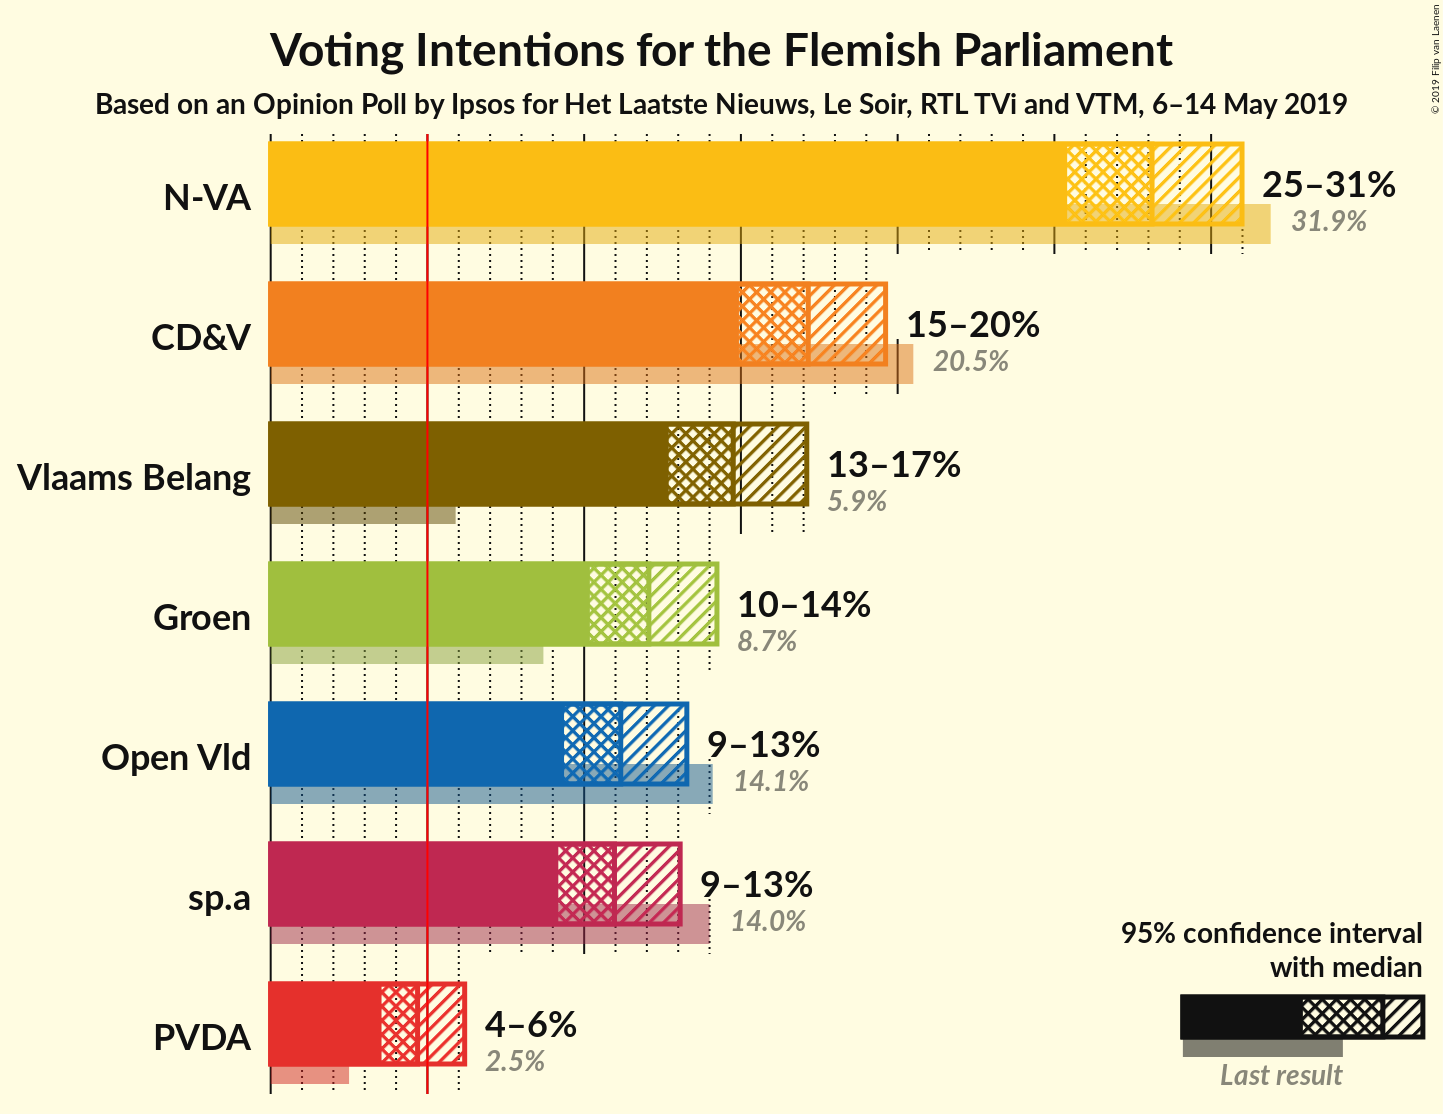 Voting Intentions for the Flemish Parliament
Based on an Opinion Poll by Ipsos for Het Laatste Nieuws, Le Soir, RTL TVi and VTM, 6–14 May 2019
© 2019 Filip van Laenen
N-VA
25–31%
31.9%
CD&V
15–20%
20.5%
Vlaams Belang
13–17%
5.9%
Groen
10–14%
8.7%
Open Vld
9–13%
14.1%
sp.a
9–13%
14.0%
PVDA
4–6%
2.5%
95% confidence interval
with median
Last result